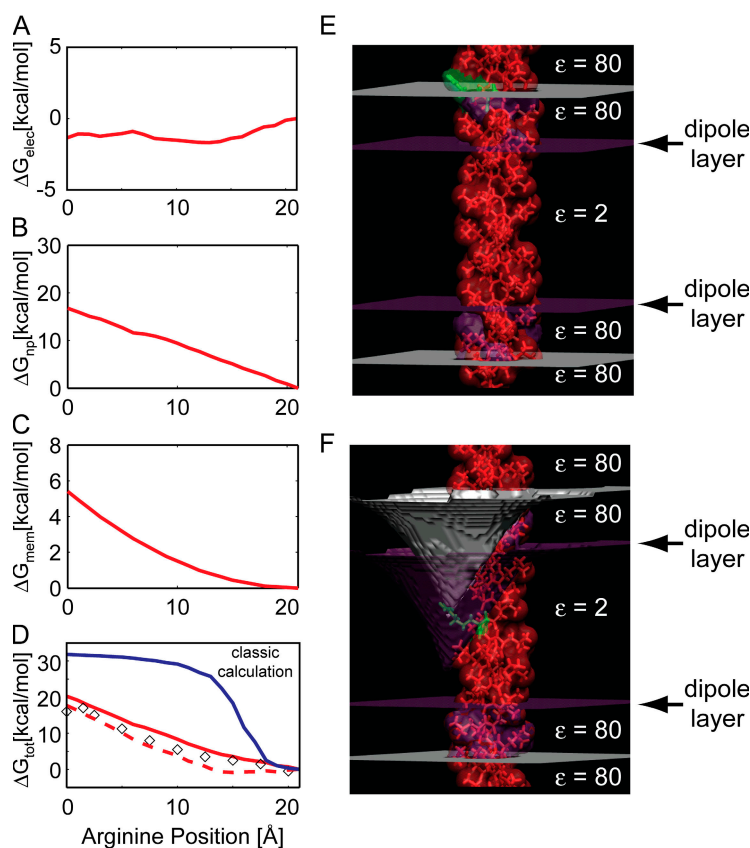 A
ΔG_elec[kcal/mol]
5
0
-5
0 10 20
B
ΔG_np[kcal/mol]
30
20
10
0
0 10 20
C
ΔG_mem[kcal/mol]
8
6
4
2
0
0 10 20
D
ΔG_tot[kcal/mol]
30
20
10
0
0 10 20
classic
calculation
Arginine Position [Å]
E
ε = 80
ε = 80
dipole
layer
ε = 2
dipole
layer
ε = 80
ε = 80
F
ε = 80
ε = 80
dipole
layer
ε = 2
dipole
layer
ε = 80
ε = 80